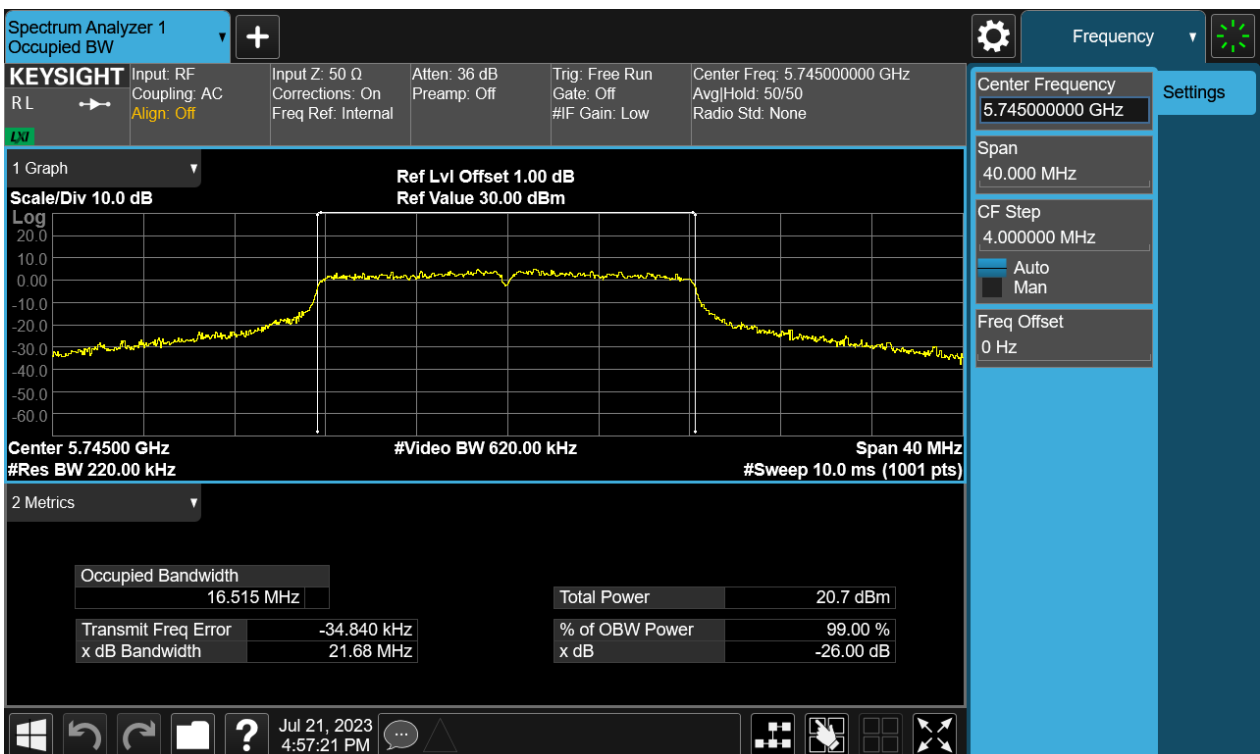 Spectrum Analyzer 1
Occupied BW
Frequency
KEYSIGHT
R L
LXI
Input: RF
Coupling: AC
Align: Off
Input Z: 50 Ω
Corrections: On
Freq Ref: Internal
Atten: 36 dB
Preamp: Off
Trig: Free Run
Gate: Off
#IF Gain: Low
Center Freq: 5.745000000 GHz
Avg|Hold: 50/50
Radio Std: None
Center Frequency
5.745000000 GHz
Settings
Span
40.000 MHz
CF Step
4.000000 MHz
Auto
Man
Freq Offset
0 Hz
1 Graph
Scale/Div 10.0 dB
Ref Lvl Offset 1.00 dB
Ref Value 30.00 dBm
Log
20.0
10.0
0.00
-10.0
-20.0
-30.0
-40.0
-50.0
-60.0
Center 5.74500 GHz
#Video BW 620.00 kHz
Span 40 MHz
#Res BW 220.00 kHz
#Sweep 10.0 ms (1001 pts)
2 Metrics
Occupied Bandwidth
16.515 MHz
Total Power 20.7 dBm
Transmit Freq Error -34.840 kHz
% of OBW Power 99.00 %
x dB Bandwidth 21.68 MHz
x dB -26.00 dB
Jul 21, 2023
4:57:21 PM